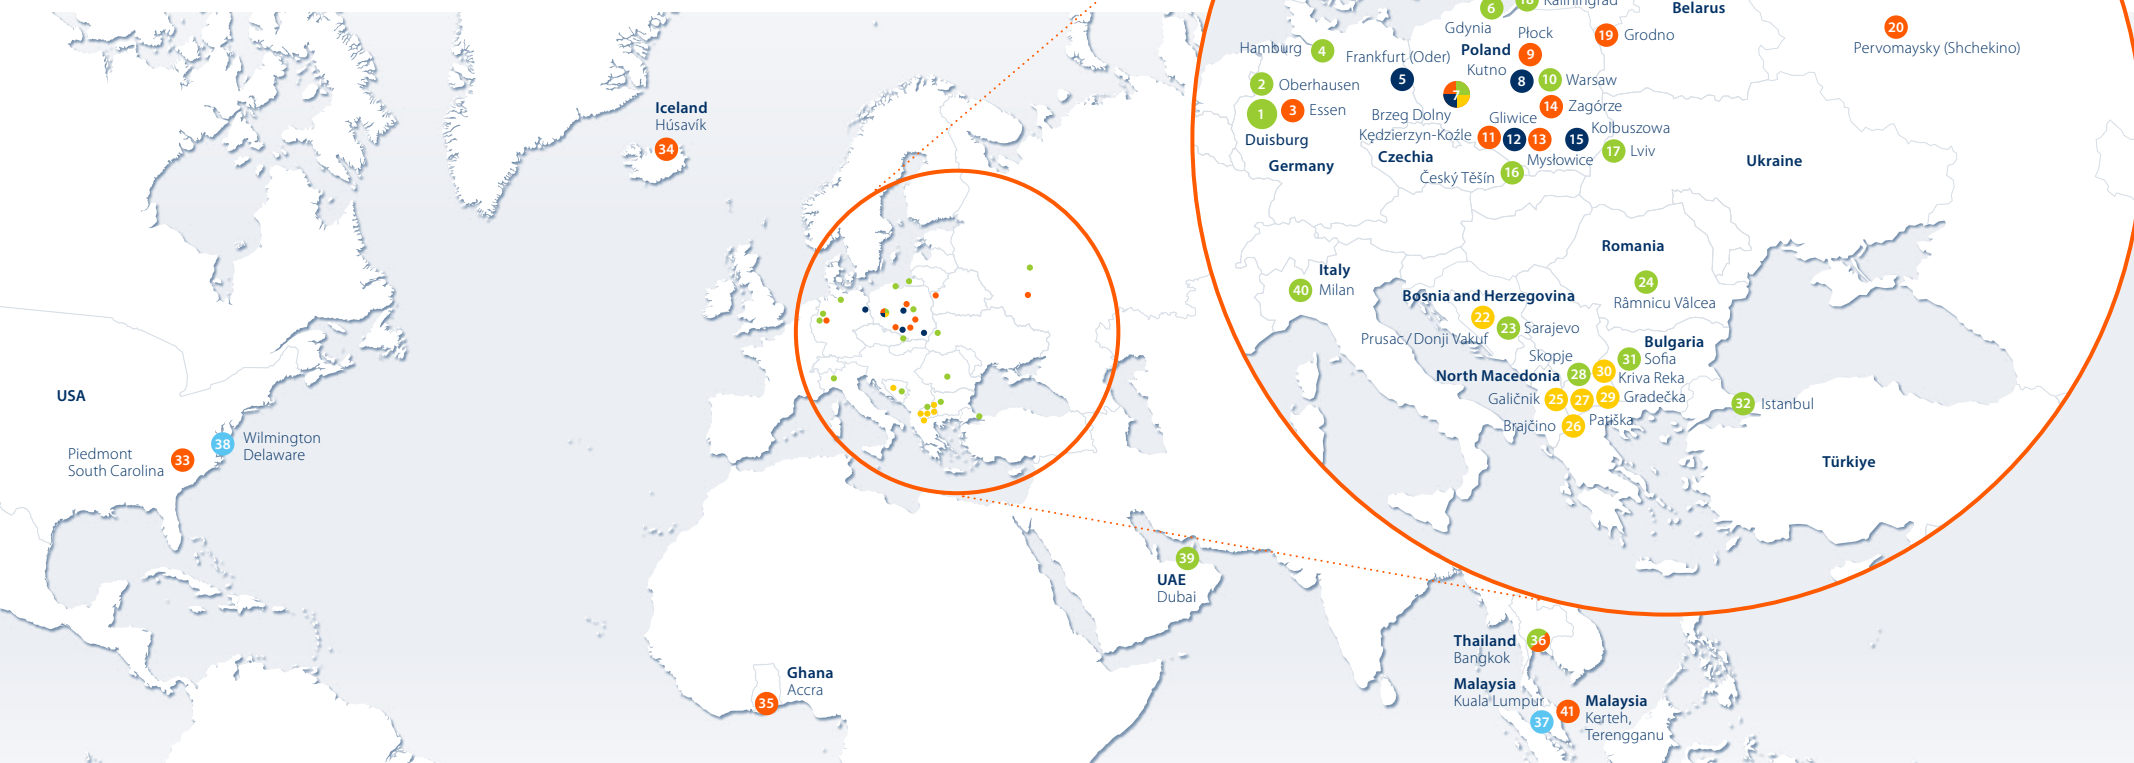 Iceland
Húsavík
34
USA
Piedmont
South Carolina
33
38
Wilmington
Delaware
Ghana
Accra
35
39
UAE
Dubai
Thailand
Bangkok
36
Malaysia
Kuala Lumpur
37
41
Malaysia
Kerteh,
Terengganu
6
Gdynia
18
Kaliningrad
Belarus
Hamburg
4
Frankfurt (Oder)
5
Poland
Kutno
8
Płock
9
19
Grodno
20
Pervomaysky (Shchekino)
2
Oberhausen
10
Warsaw
1
3
Essen
Duisburg
Germany
7
Brzeg Dolny
14
Zagórze
Kędzierzyn-Koźle
11
Gliwice
12
13
Mysłowice
15
Kolbuszowa
17
Lviv
Czechia
Český Těšín
16
Ukraine
Romania
24
Râmnicu Vâlcea
Italy
40
Milan
Bosnia and Herzegovina
22
Prusac/Donji Vakuf
23
Sarajevo
Bulgaria
31
Sofia
Skopje
28
30
Kriva Reka
North Macedonia
Galičnik
25
27
29
Gradečka
Brajčino
26
Patiška
32
Istanbul
Türkiye